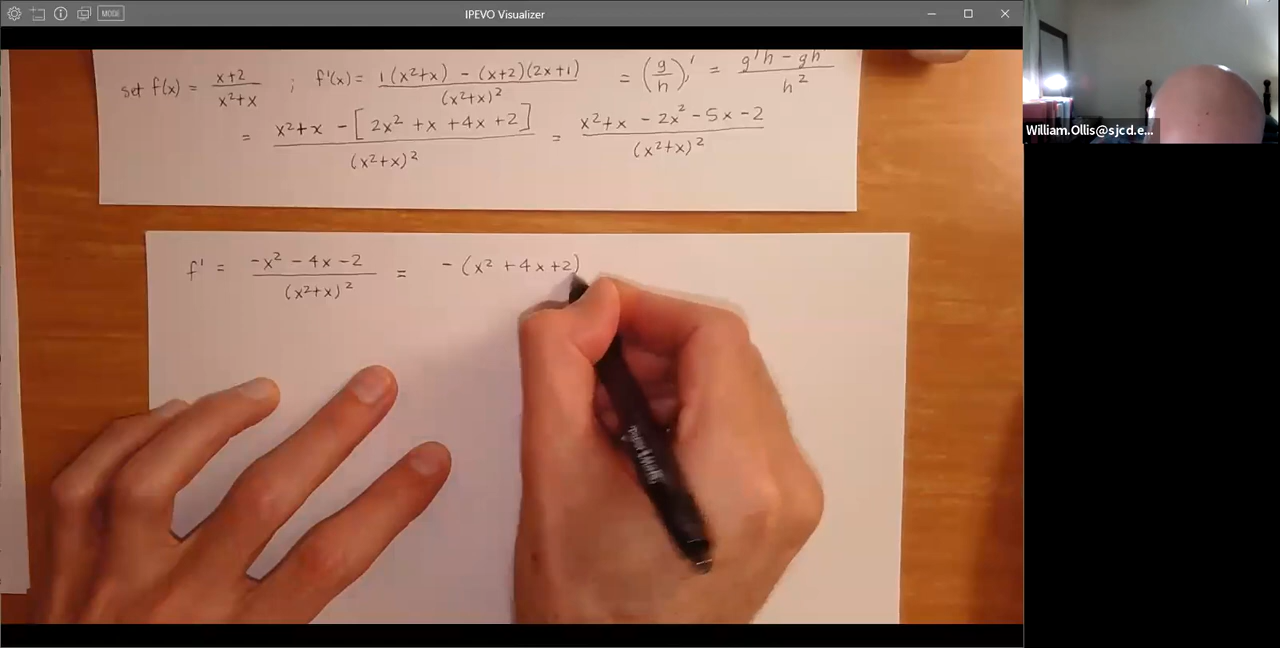 IPEVO Visualizer
MODE
set f(x) = x+2 / x²+x ; f'(x) = 1(x²+x) - (x+2)(2x+1) / (x²+x)² = (g/h)' = g'h - gh' / h²
= x²+x - [2x² + x + 4x + 2] / (x²+x)² = x²+x - 2x² - 5x - 2 / (x²+x)²
f' = -x² - 4x - 2 / (x²+x)² = - (x² + 4x + 2)
William.Ollis@sjcd.e...